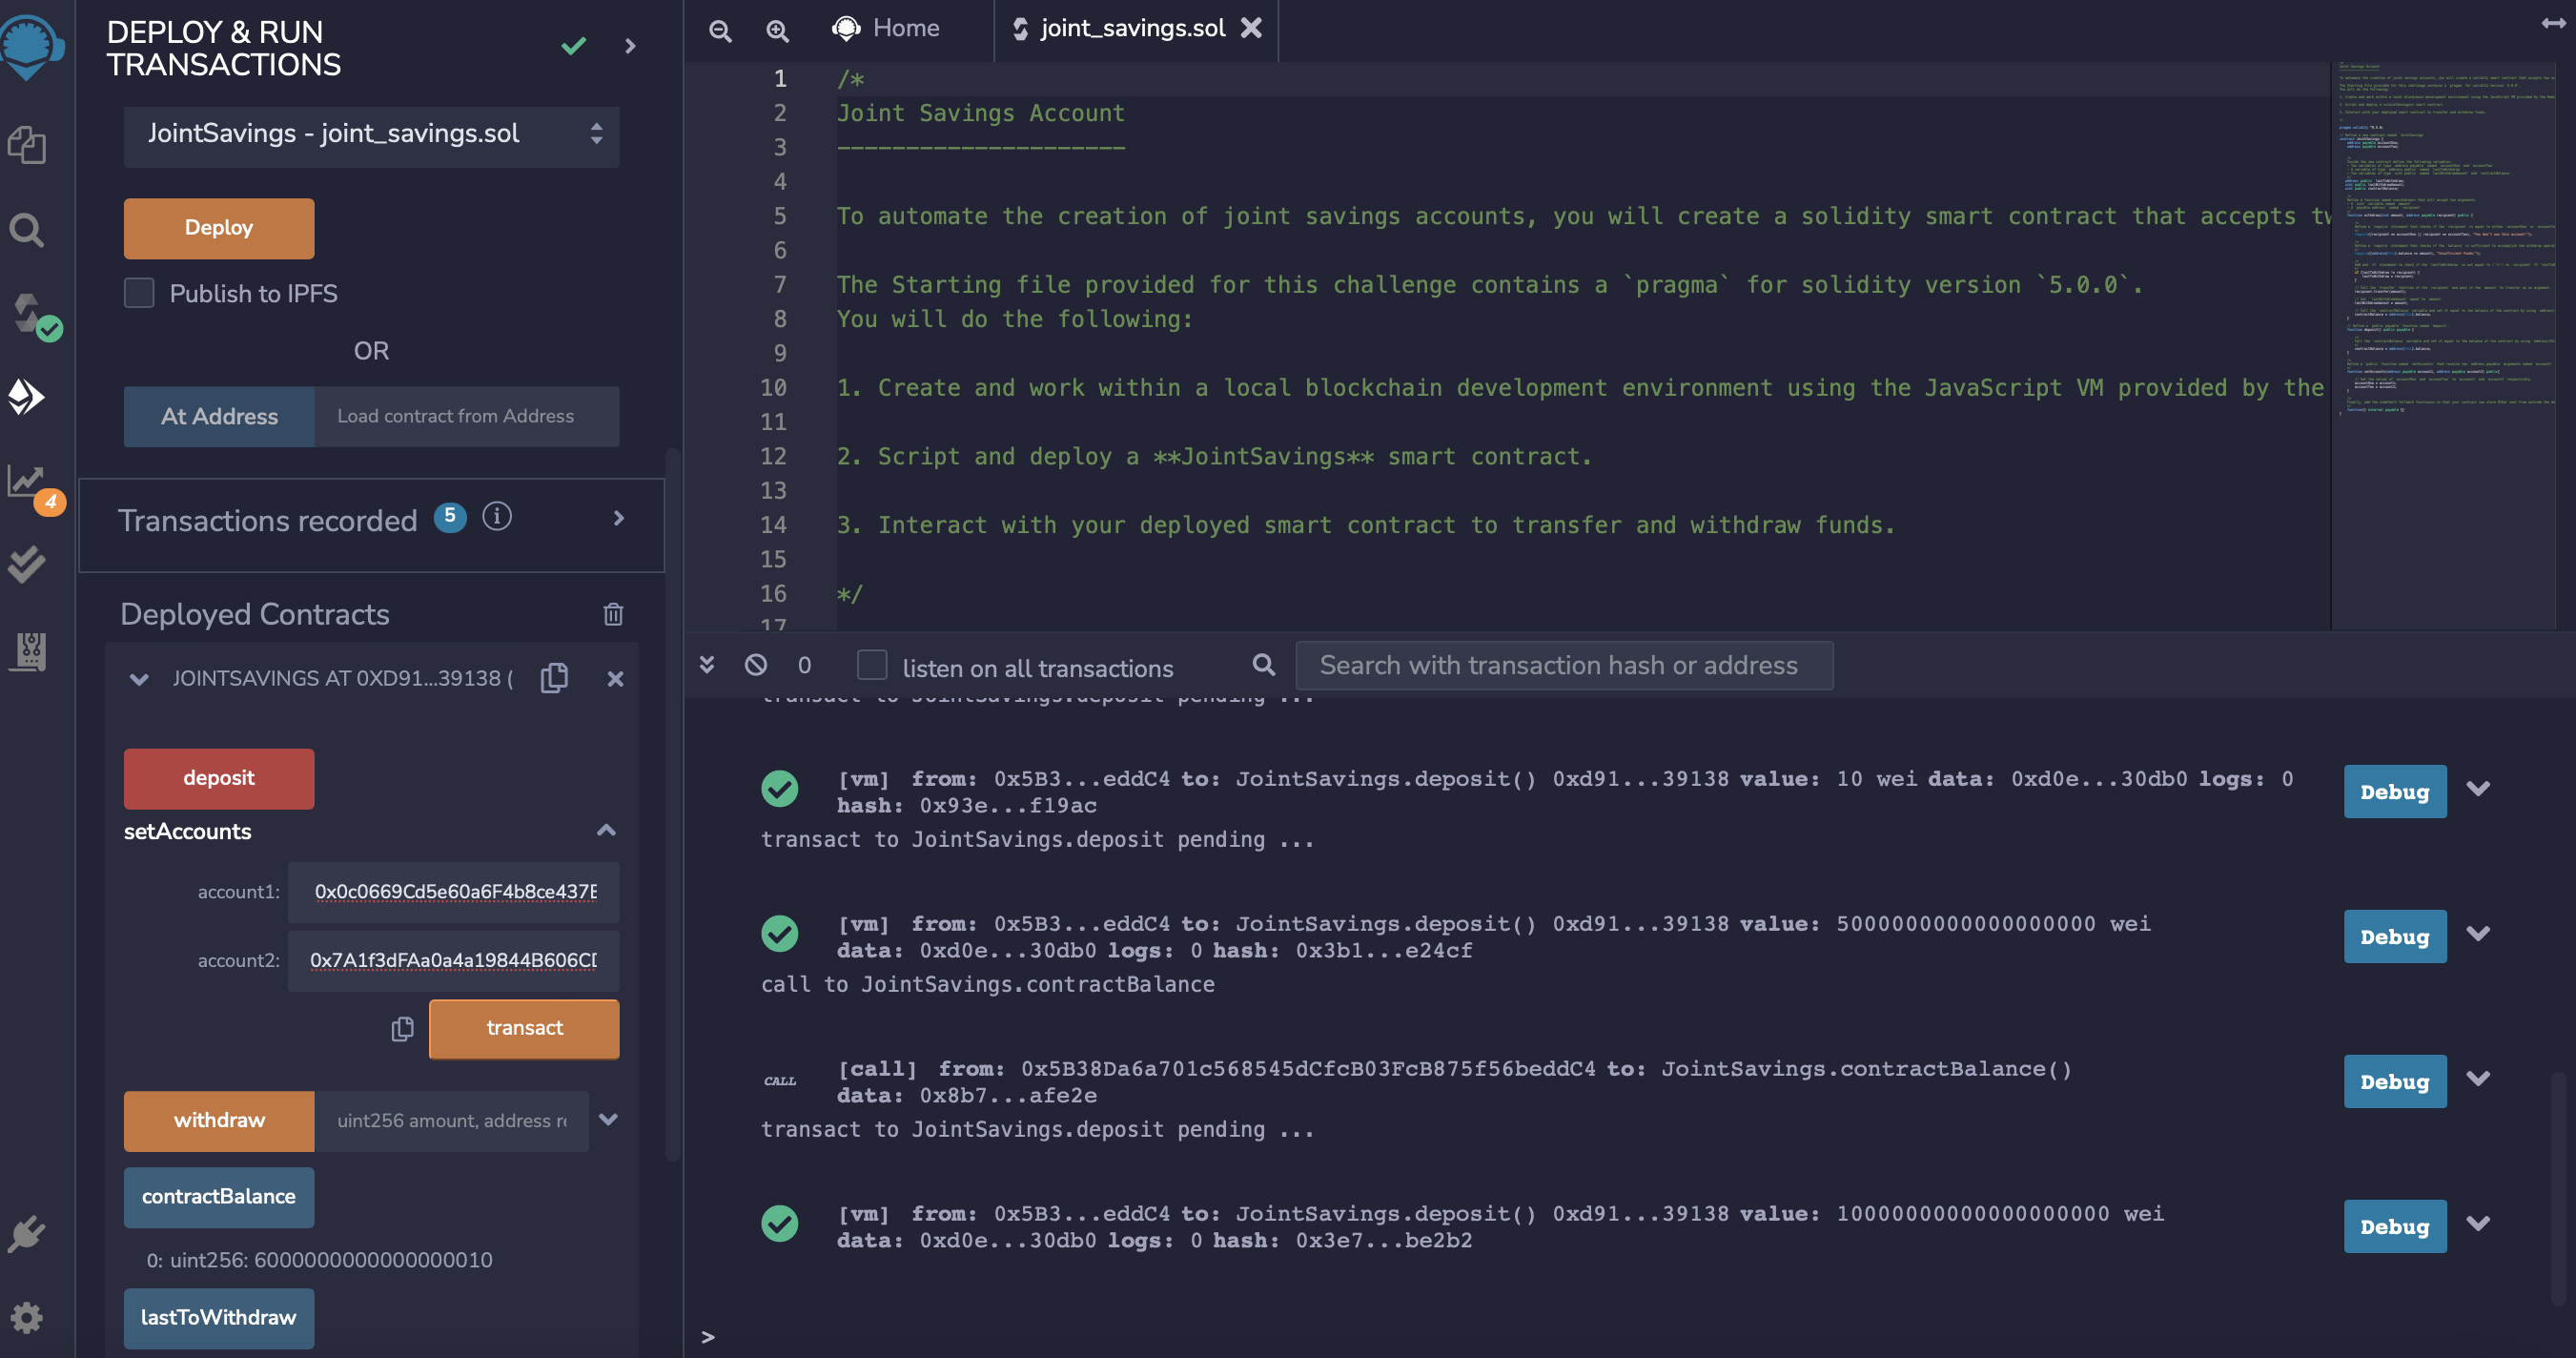 DEPLOY & RUN
TRANSACTIONS
JointSavings - joint_savings.sol
Deploy
Publish to IPFS
OR
At Address
Load contract from Address
4
Transactions recorded 5 i
Deployed Contracts
JOINTSAVINGS AT 0XD91...39138 (
deposit
setAccounts
account1: 0x0c0669Cd5e60a6F4b8ce437E
account2: 0x7A1f3dFAa0a4a19844B606CD
transact
withdraw
uint256 amount, address re
contractBalance
0: uint256: 6000000000000000010
lastToWithdraw
Home
joint_savings.sol
1 /*
2 Joint Savings Account
3 ---------------------
4
5 To automate the creation of joint savings accounts, you will create a solidity smart contract that accepts tw
6
7 The Starting file provided for this challenge contains a `pragma` for solidity version `5.0.0`.
8 You will do the following:
9
10 1. Create and work within a local blockchain development environment using the JavaScript VM provided by the
11
12 2. Script and deploy a **JointSavings** smart contract.
13
14 3. Interact with your deployed smart contract to transfer and withdraw funds.
15
16 */
17
0
listen on all transactions
Search with transaction hash or address
transact to JointSavings.deposit pending ...
[vm] from: 0x5B3...eddC4 to: JointSavings.deposit() 0xd91...39138 value: 10 wei data: 0xd0e...30db0 logs: 0
hash: 0x93e...f19ac
Debug
transact to JointSavings.deposit pending ...
[vm] from: 0x5B3...eddC4 to: JointSavings.deposit() 0xd91...39138 value: 5000000000000000000 wei
data: 0xd0e...30db0 logs: 0 hash: 0x3b1...e24cf
Debug
call to JointSavings.contractBalance
CALL
[call] from: 0x5B38Da6a701c568545dCfcB03FcB875f56beddC4 to: JointSavings.contractBalance()
data: 0x8b7...afe2e
Debug
transact to JointSavings.deposit pending ...
[vm] from: 0x5B3...eddC4 to: JointSavings.deposit() 0xd91...39138 value: 10000000000000000000 wei
data: 0xd0e...30db0 logs: 0 hash: 0x3e7...be2b2
Debug
>